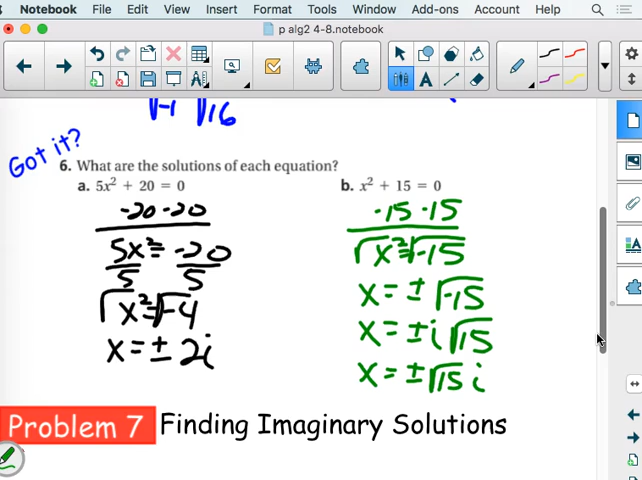 Notebook File Edit View Insert Format Tools Window Add-ons Account Help
p alg2 4-8.notebook
√-1 √16
Got it?
6. What are the solutions of each equation?
a. 5x² + 20 = 0
-20 -20
5x² = -20
5 5
√x² = √-4
x = ± 2i
b. x² + 15 = 0
-15 -15
√x² = √-15
x = ± √-15
x = ± i √15
x = ± √15 i
Problem 7 Finding Imaginary Solutions